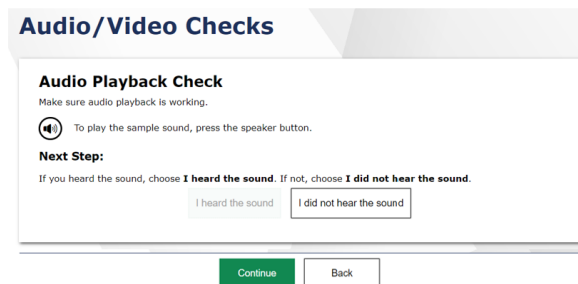 Audio/Video Checks
Audio Playback Check
Make sure audio playback is working.
To play the sample sound, press the speaker button.
Next Step:
If you heard the sound, choose I heard the sound. If not, choose I did not hear the sound.
I heard the sound I did not hear the sound
Continue Back